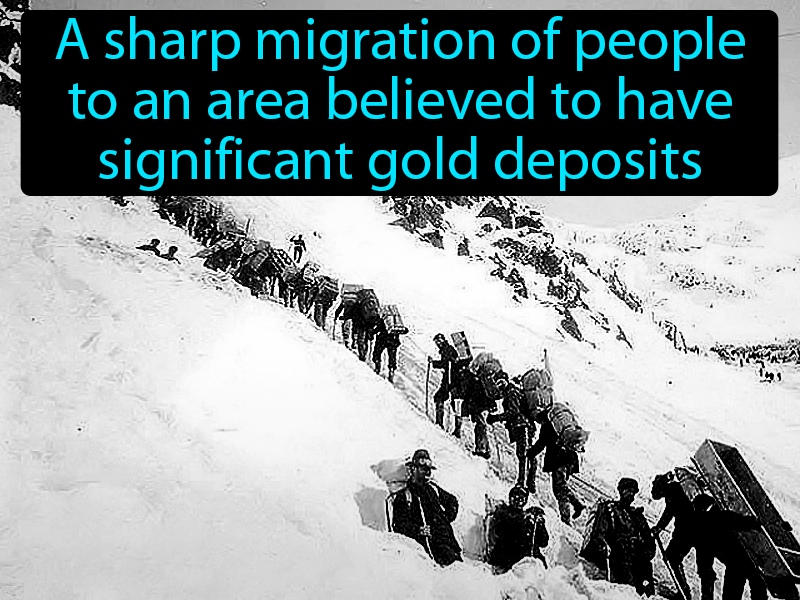 A sharp migration of people
to an area believed to have
significant gold deposits